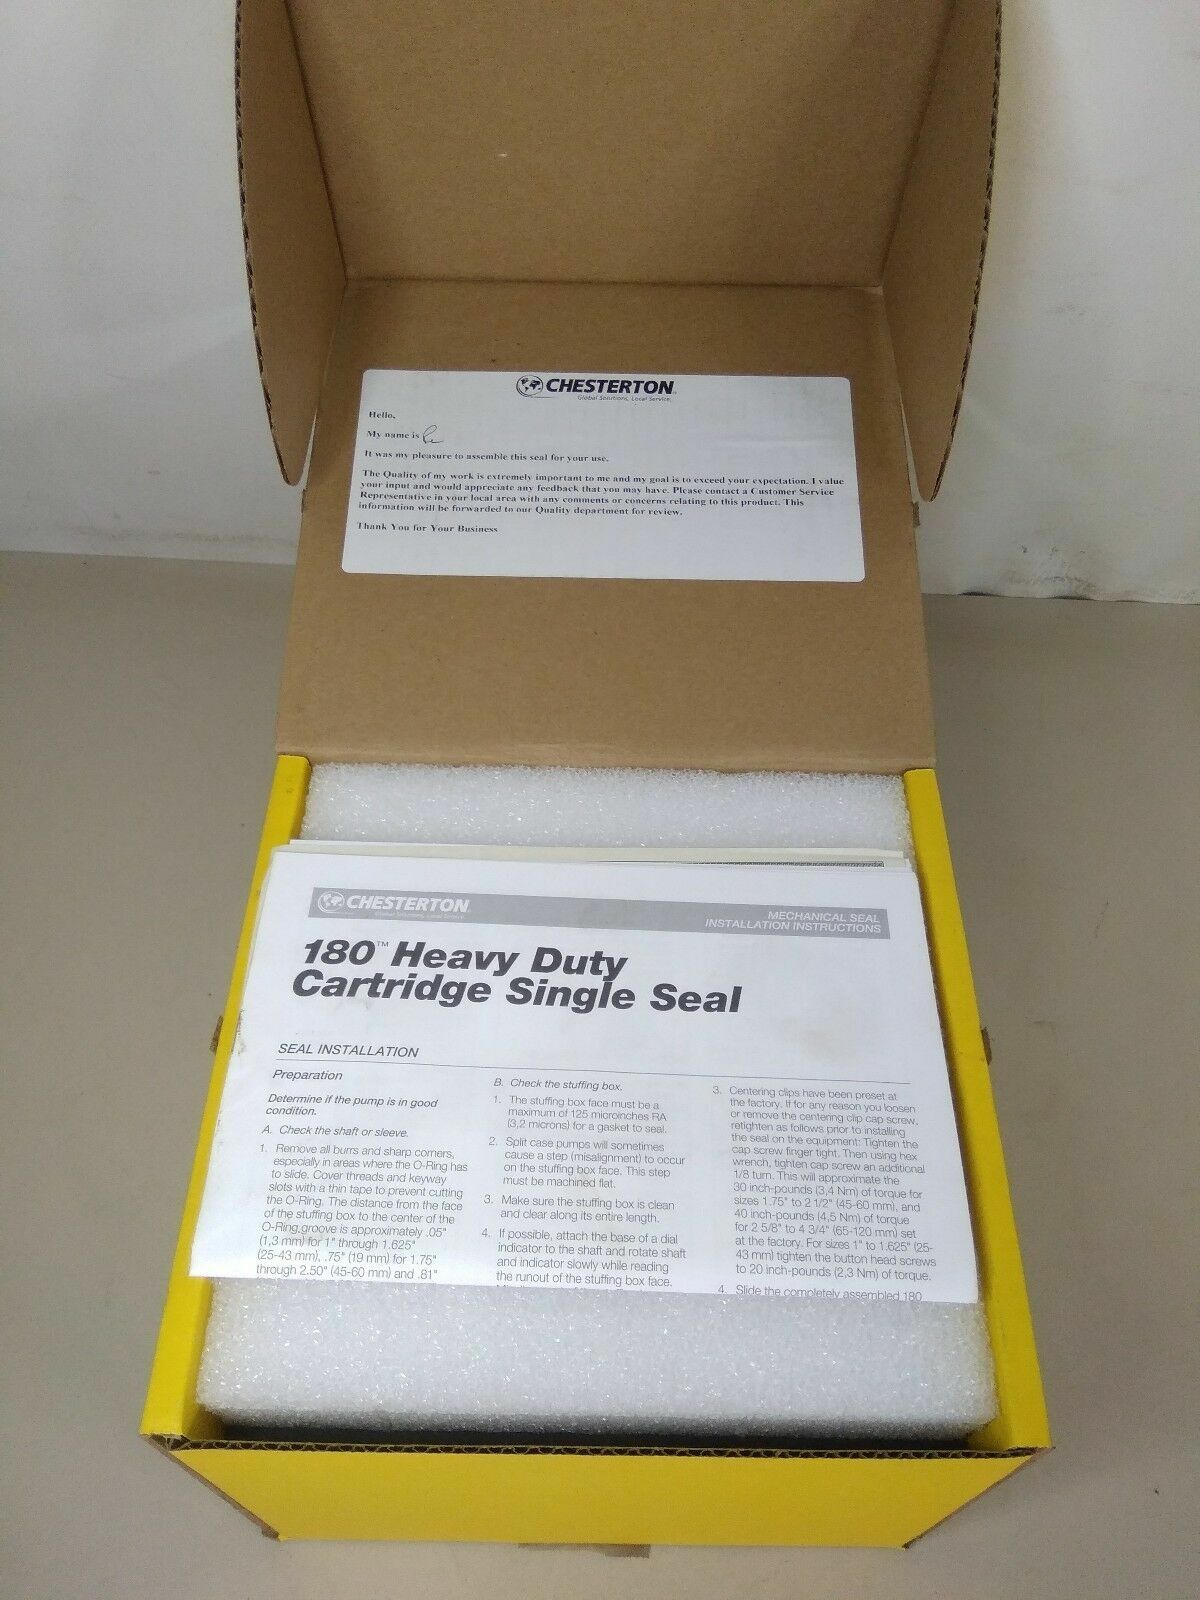 CHESTERTON
Global Solutions, Local Service.
Hello,
My name is
It was my pleasure to assemble this seal for your use.
The Quality of my work is extremely important to me and my goal is to exceed your expectation. I value
your input and would appreciate any feedback that you may have. Please contact a Customer Service
Representative in your local area with any comments or concerns relating to this product. This
information will be forwarded to our Quality department for review.
Thank You for Your Business
CHESTERTON
Global Solutions, Local Service.
MECHANICAL SEAL
INSTALLATION INSTRUCTIONS
180™ Heavy Duty
Cartridge Single Seal
SEAL INSTALLATION
Preparation
Determine if the pump is in good
condition.
A. Check the shaft or sleeve.
1. Remove all burrs and sharp corners,
especially in areas where the O-Ring has
to slide. Cover threads and keyway
slots with a thin tape to prevent cutting
the O-Ring. The distance from the face
of the stuffing box to the center of the
O-Ring groove is approximately .05"
(1,3 mm) for 1" through 1.625"
(25-43 mm), .75" (19 mm) for 1.75"
through 2.50" (45-60 mm) and .81"
B. Check the stuffing box.
1. The stuffing box face must be a
maximum of 125 microinches RA
(3,2 microns) for a gasket to seal.
2. Split case pumps will sometimes
cause a step (misalignment) to occur
on the stuffing box face. This step
must be machined flat.
3. Make sure the stuffing box is clean
and clear along its entire length.
4. If possible, attach the base of a dial
indicator to the shaft and rotate shaft
and indicator slowly while reading
the runout of the stuffing box face.
3. Centering clips have been preset at
the factory. If for any reason you loosen
or remove the centering clip cap screw,
retighten as follows prior to installing
the seal on the equipment: Tighten the
cap screw finger tight. Then using hex
wrench, tighten cap screw an additional
1/8 turn. This will approximate the
30 inch-pounds (3,4 Nm) of torque for
sizes 1.75" to 2 1/2" (45-60 mm), and
40 inch-pounds (4,5 Nm) of torque
for 2 5/8" to 4 3/4" (65-120 mm) set
at the factory. For sizes 1" to 1.625" (25-
43 mm) tighten the button head screws
to 20 inch-pounds (2,3 Nm) of torque.
4. Slide the completely assembled 180